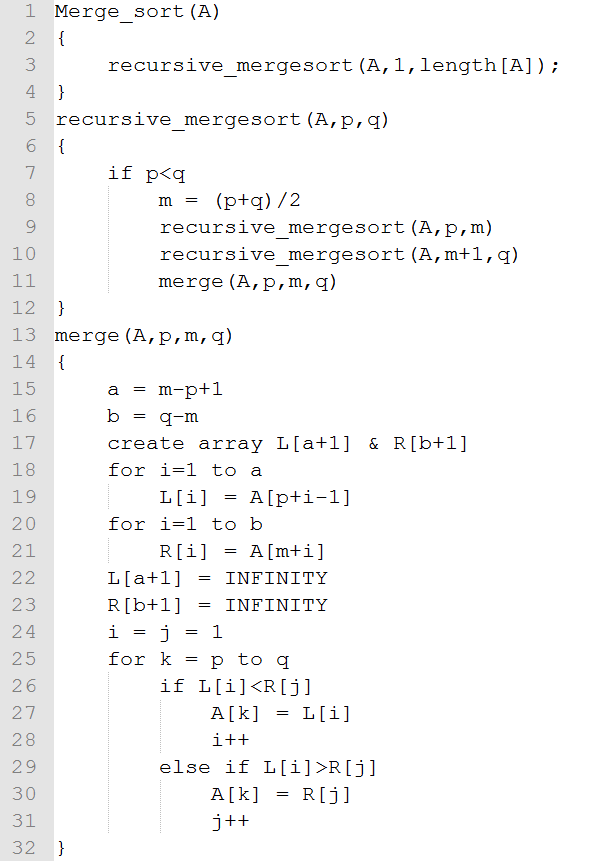 1 Merge_sort(A)
2 {
3     recursive_mergesort(A,1,length[A]);
4 }
5 recursive_mergesort(A,p,q)
6 {
7     if p<q
8         m = (p+q)/2
9         recursive_mergesort(A,p,m)
10         recursive_mergesort(A,m+1,q)
11         merge(A,p,m,q)
12 }
13 merge(A,p,m,q)
14 {
15     a = m-p+1
16     b = q-m
17     create array L[a+1] & R[b+1]
18     for i=1 to a
19         L[i] = A[p+i-1]
20     for i=1 to b
21         R[i] = A[m+i]
22     L[a+1] = INFINITY
23     R[b+1] = INFINITY
24     i = j = 1
25     for k = p to q
26         if L[i]<R[j]
27             A[k] = L[i]
28             i++
29         else if L[i]>R[j]
30             A[k] = R[j]
31             j++
32 }